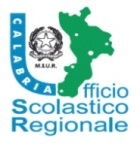 CALABRIA
M.I.U.R.
Ufficio
Scolastico
Regionale